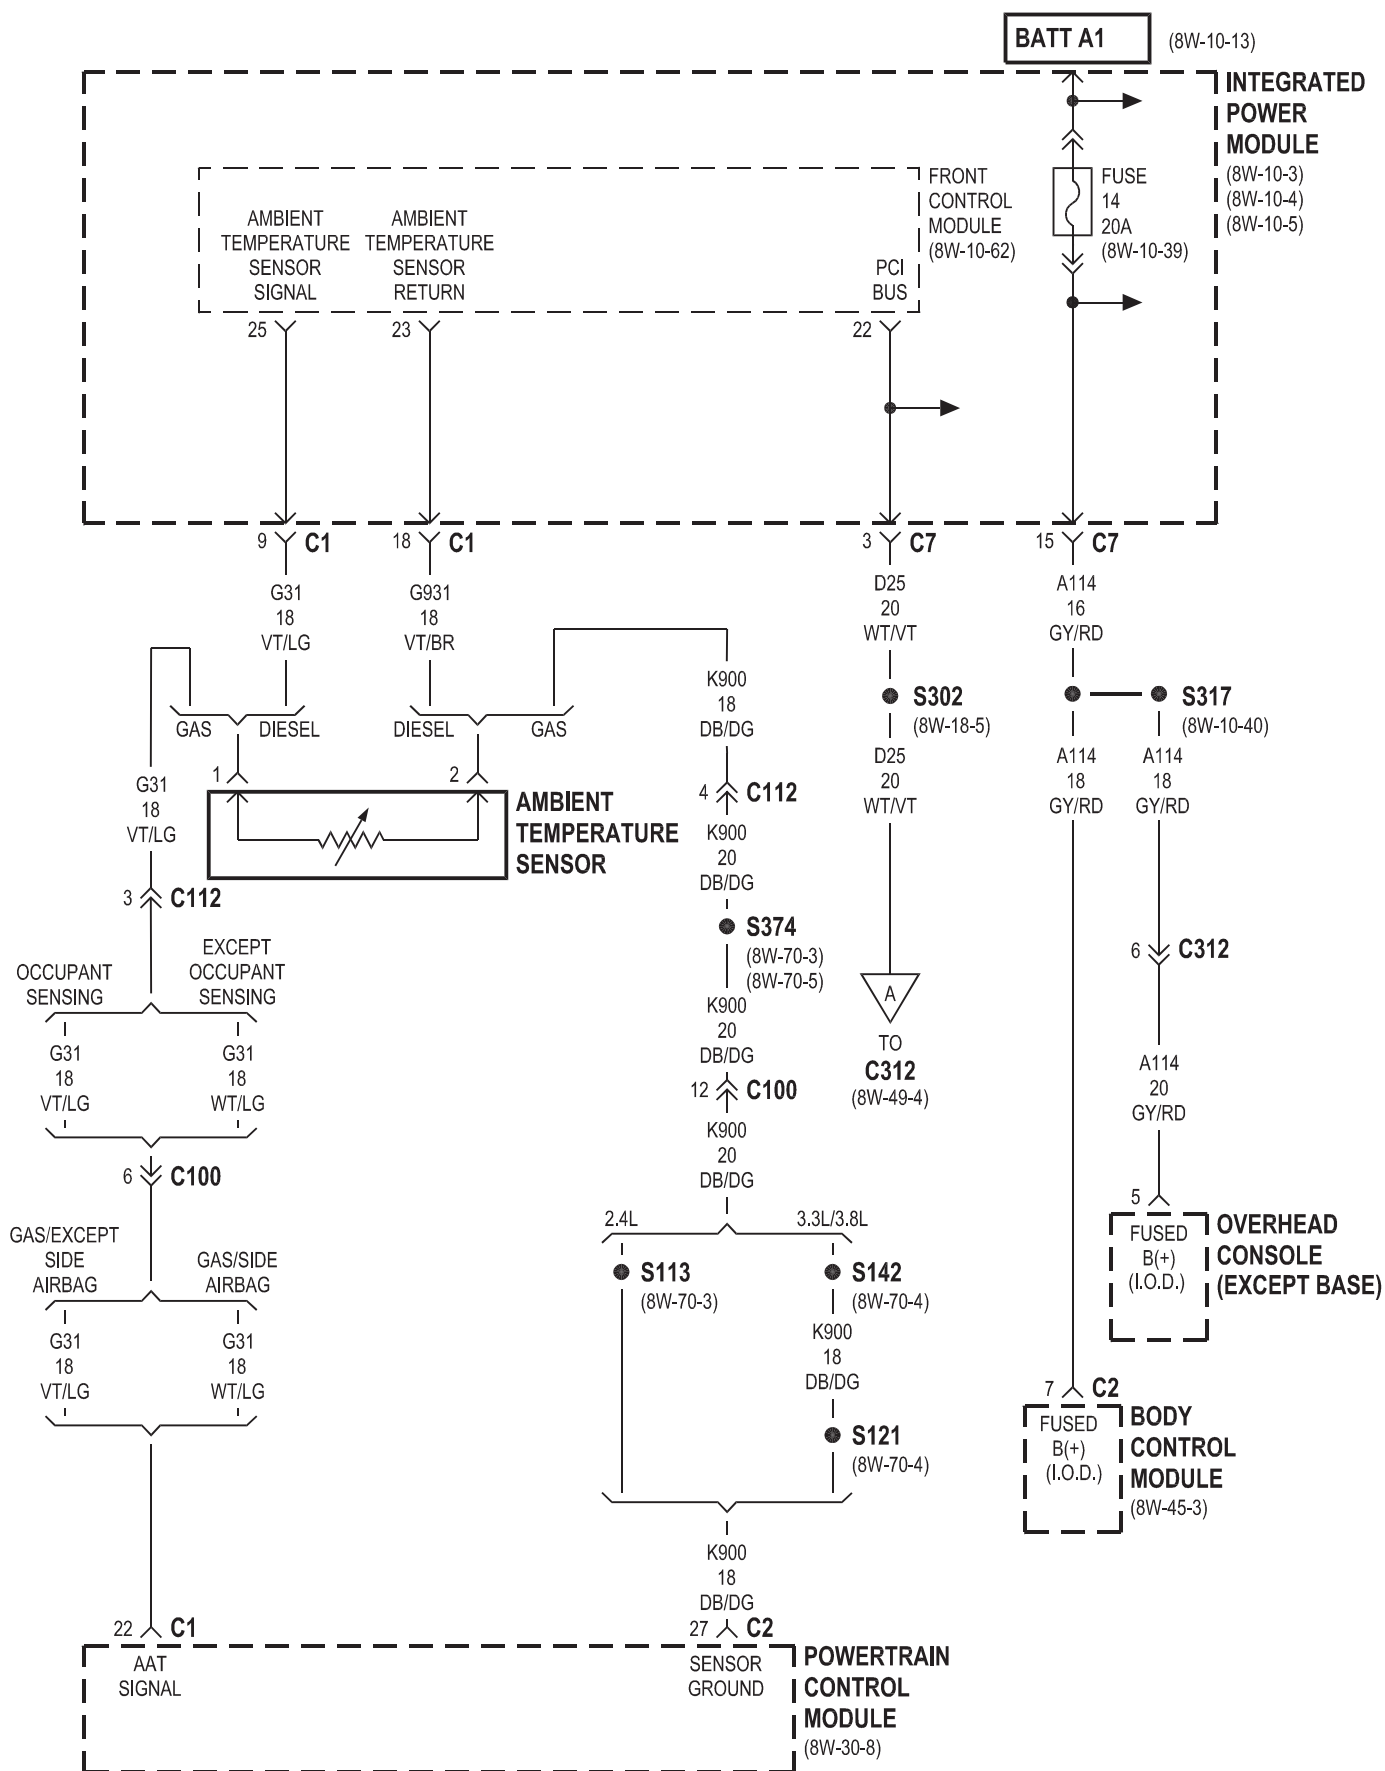 BATT A1
(8W-10-13)
INTEGRATED
POWER
MODULE
(8W-10-3)
(8W-10-4)
(8W-10-5)
FRONT
CONTROL
MODULE
(8W-10-62)
FUSE
14
20A
(8W-10-39)
AMBIENT
TEMPERATURE
SENSOR
SIGNAL
AMBIENT
TEMPERATURE
SENSOR
RETURN
PCI
BUS
25
23
22
9
C1
18
C1
3
C7
15
C7
G31
18
VT/LG
G931
18
VT/BR
D25
20
WT/VT
A114
16
GY/RD
K900
18
DB/DG
S302
(8W-18-5)
S317
(8W-10-40)
GAS
DIESEL
DIESEL
GAS
D25
20
WT/VT
A114
18
GY/RD
A114
18
GY/RD
1
2
G31
18
VT/LG
AMBIENT
TEMPERATURE
SENSOR
4
C112
K900
20
DB/DG
3
C112
S374
(8W-70-3)
(8W-70-5)
6
C312
OCCUPANT
SENSING
EXCEPT
OCCUPANT
SENSING
A
TO
C312
(8W-49-4)
K900
20
DB/DG
G31
18
VT/LG
G31
18
WT/LG
A114
20
GY/RD
12
C100
K900
20
DB/DG
6
C100
5
2.4L
3.3L/3.8L
FUSED
B(+)
(I.O.D.)
OVERHEAD
CONSOLE
(EXCEPT BASE)
GAS/EXCEPT
SIDE
AIRBAG
GAS/SIDE
AIRBAG
S113
(8W-70-3)
S142
(8W-70-4)
G31
18
VT/LG
G31
18
WT/LG
K900
18
DB/DG
7
C2
S121
(8W-70-4)
FUSED
B(+)
(I.O.D.)
BODY
CONTROL
MODULE
(8W-45-3)
K900
18
DB/DG
22
C1
27
C2
AAT
SIGNAL
SENSOR
GROUND
POWERTRAIN
CONTROL
MODULE
(8W-30-8)